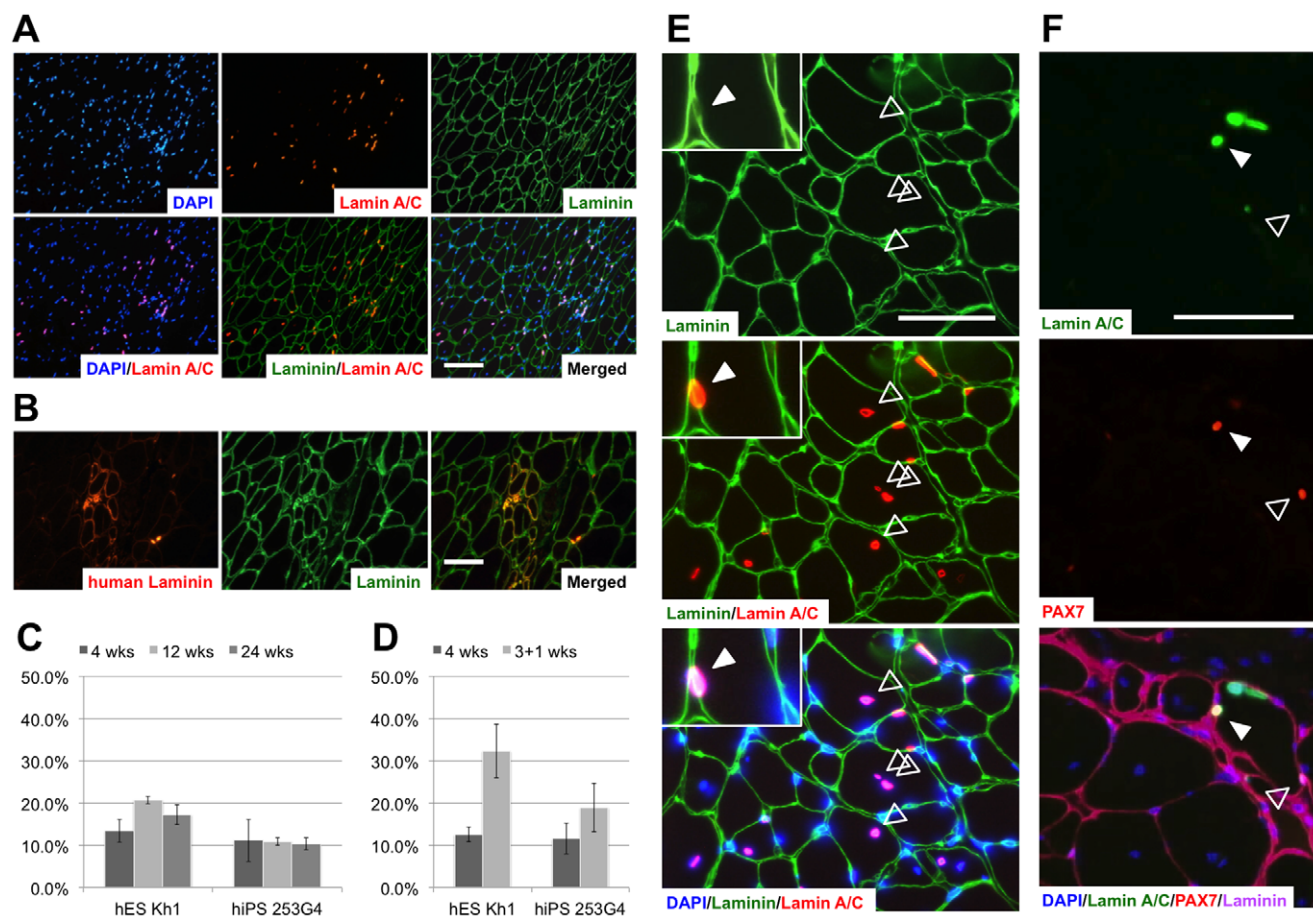 A
DAPI
Lamin A/C
Laminin
DAPI/Lamin A/C
Laminin/Lamin A/C
Merged
B
human Laminin
Laminin
Merged
C
4 wks 12 wks 24 wks
50.0%
40.0%
30.0%
20.0%
10.0%
0.0%
hES Kh1 hiPS 253G4
D
4 wks 3+1 wks
50.0%
40.0%
30.0%
20.0%
10.0%
0.0%
hES Kh1 hiPS 253G4
E
Laminin
Laminin/Lamin A/C
DAPI/Laminin/Lamin A/C
F
Lamin A/C
PAX7
DAPI/Lamin A/C/PAX7/Laminin